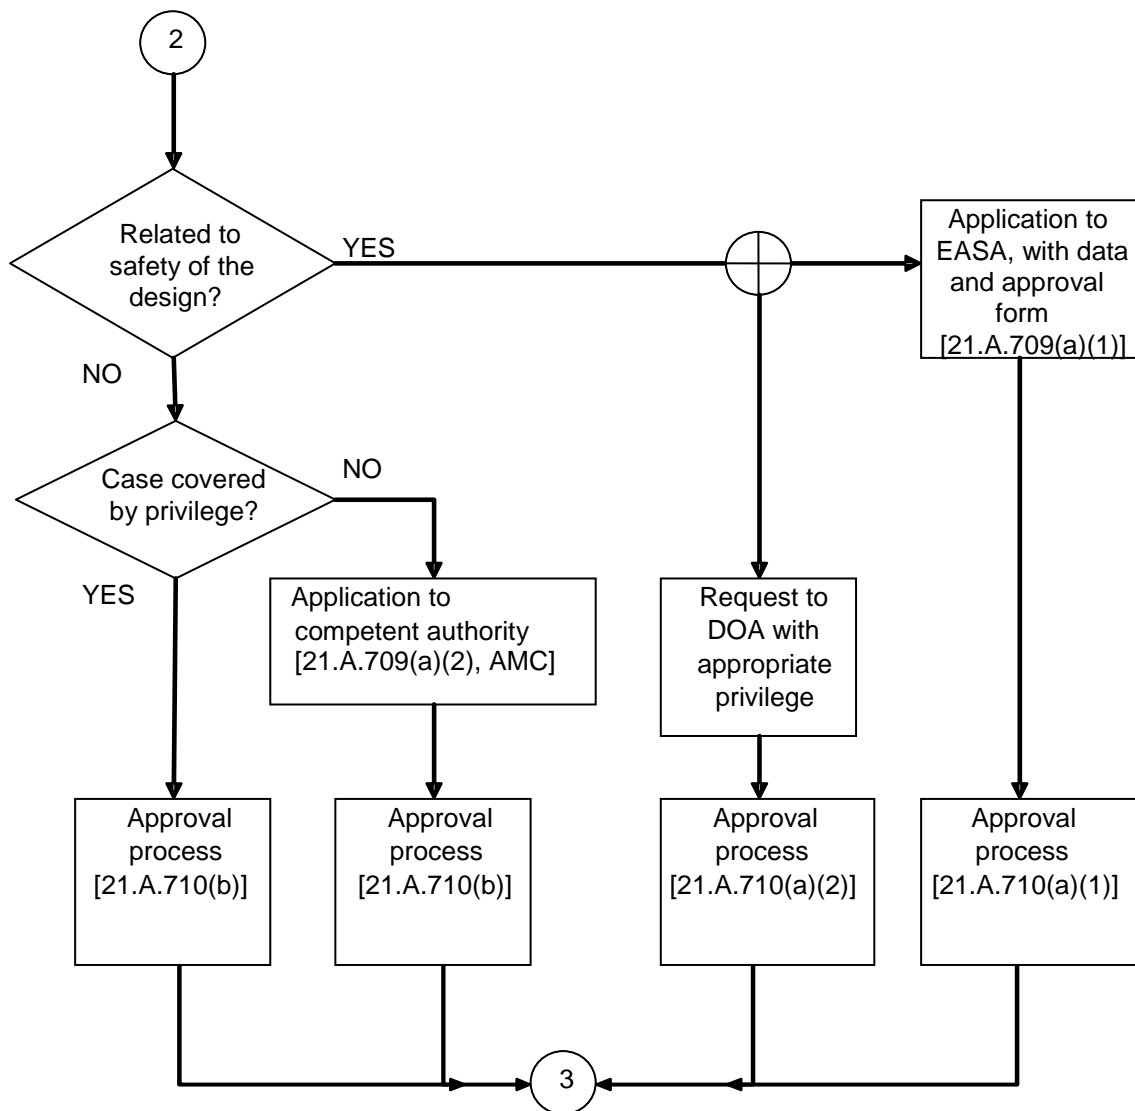 2
Related to
safety of the
design?
YES
Application to
EASA, with data
and approval
form
[21.A.709(a)(1)]
NO
Case covered
by privilege?
NO
YES
Application to
competent authority
[21.A.709(a)(2), AMC]
Request to
DOA with
appropriate
privilege
Approval
process
[21.A.710(b)]
Approval
process
[21.A.710(b)]
Approval
process
[21.A.710(a)(2)]
Approval
process
[21.A.710(a)(1)]
3